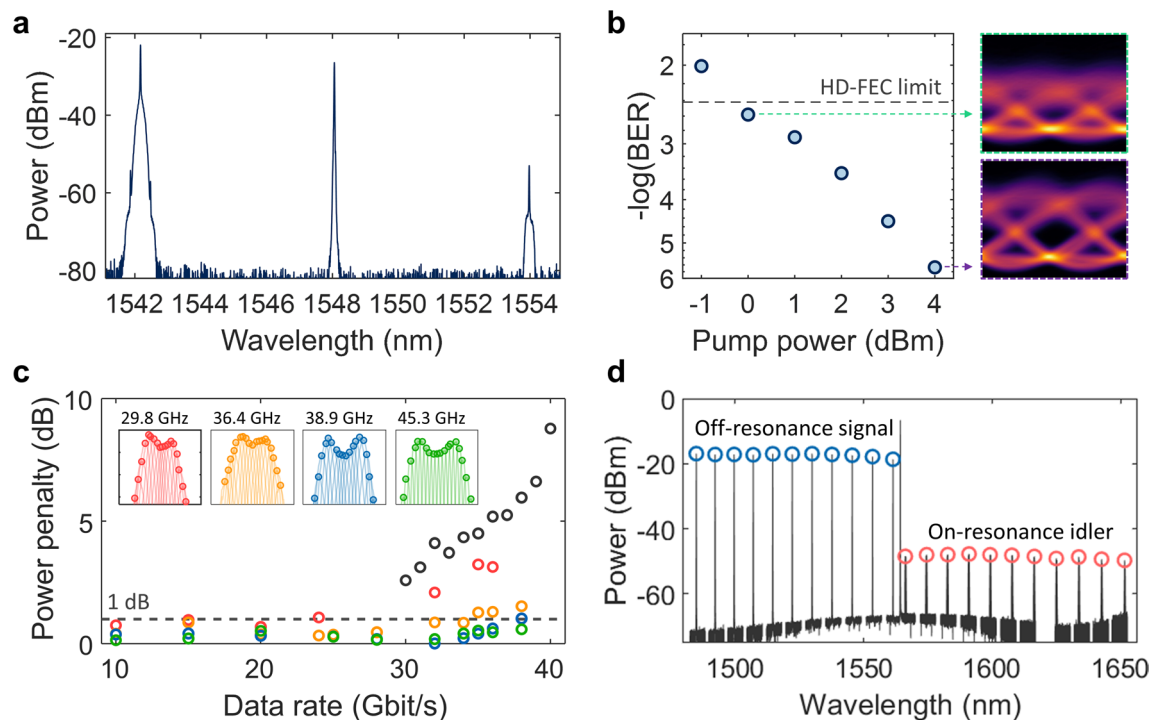 a
-20
-40
-60
-80
Power (dBm)
1542 1544 1546 1548 1550 1552 1554
Wavelength (nm)
b
2
3
4
5
6
-log(BER)
HD-FEC limit
-1 0 1 2 3 4
Pump power (dBm)
c
10
5
0
Power penalty (dB)
29.8 GHz 36.4 GHz 38.9 GHz 45.3 GHz
1 dB
10 20 30 40
Data rate (Gbit/s)
d
0
-20
-40
-60
Power (dBm)
Off-resonance signal
On-resonance idler
1500 1550 1600 1650
Wavelength (nm)